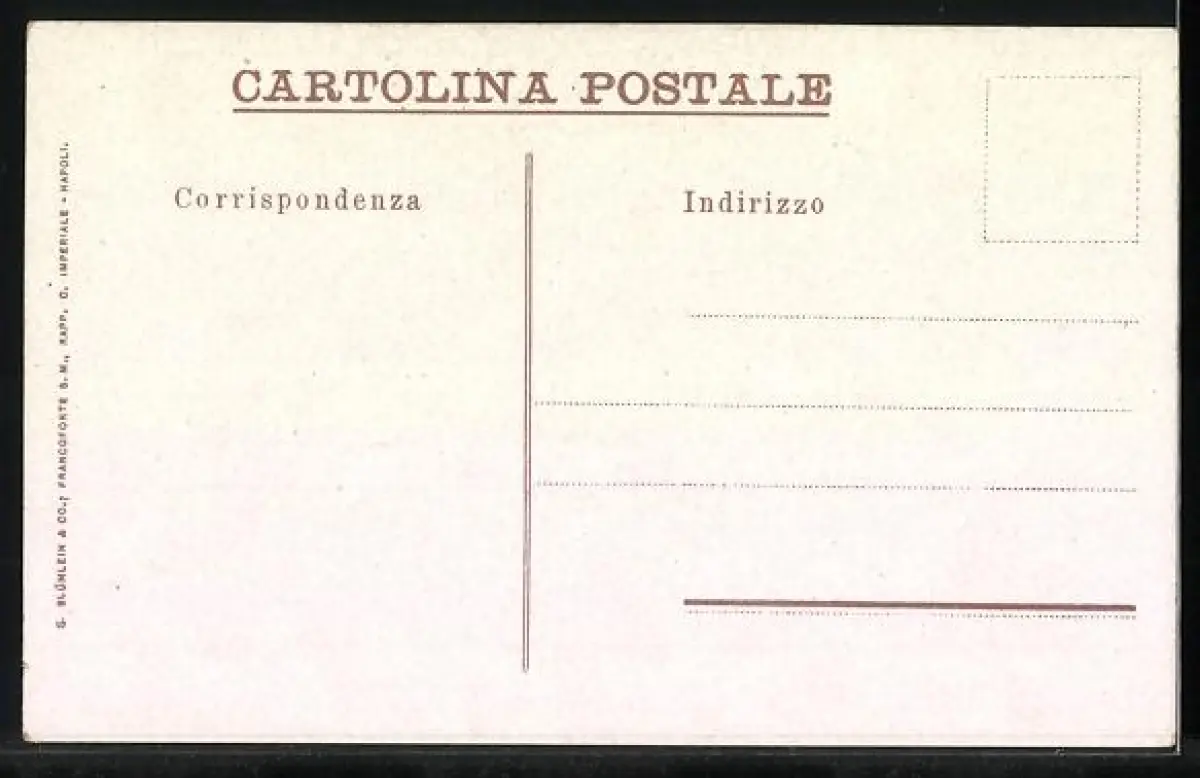 CARTOLINA POSTALE
Corrispondenza
Indirizzo
G. BLÜMLEIN & CO., FRANCOFORTE S. M., RAPP. C. IMPERIALE - NAPOLI.